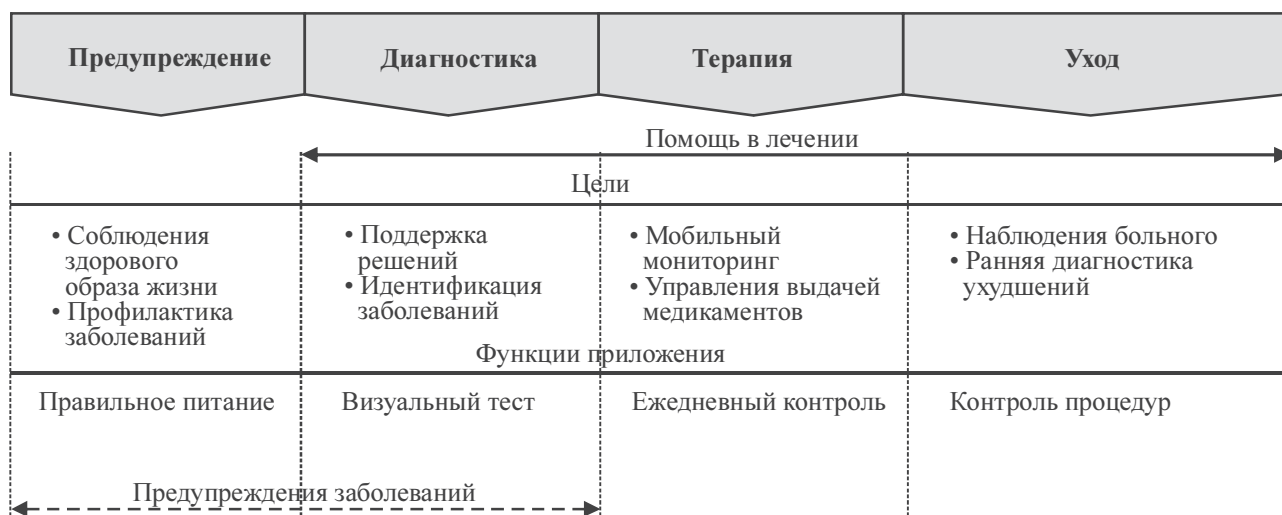 Предупреждение
Диагностика
Терапия
Уход
Помощь в лечении
Цели
• Соблюдения
здорового
образа жизни
• Профилактика
заболеваний
• Поддержка
решений
• Идентификация
заболеваний
• Мобильный
мониторинг
• Управления выдачей
медикаментов
• Наблюдения больного
• Ранняя диагностика
ухудшений
Функции приложения
Правильное питание
Визуальный тест
Ежедневный контроль
Контроль процедур
Предупреждения заболеваний